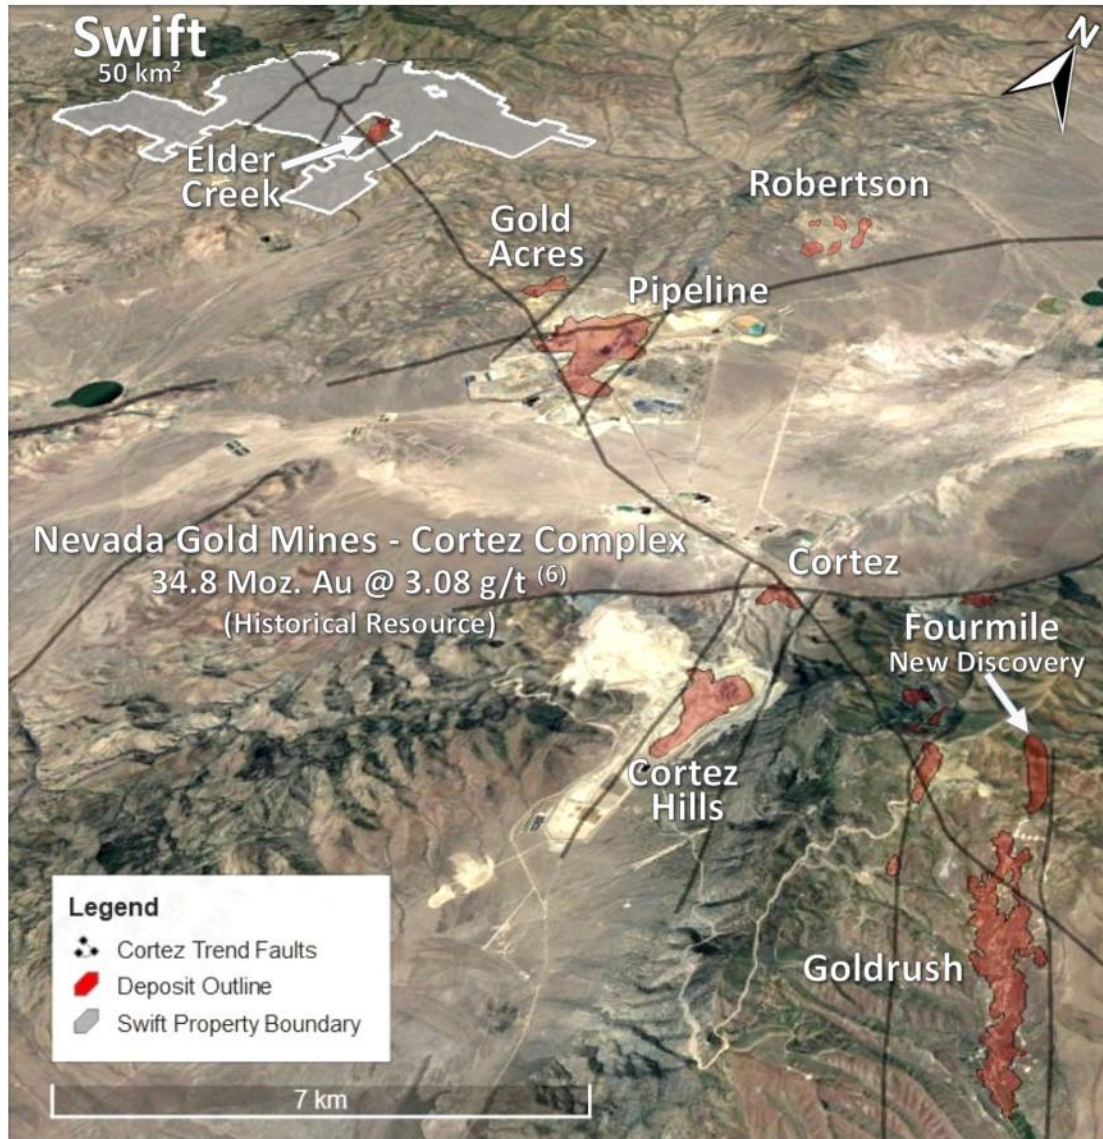 Swift
50 km²
N
Elder
Creek
Robertson
Gold
Acres
Pipeline
Nevada Gold Mines - Cortez Complex
34.8 Moz. Au @ 3.08 g/t (6)
(Historical Resource)
Cortez
Fourmile
New Discovery
Cortez
Hills
Goldrush
Legend
Cortez Trend Faults
Deposit Outline
Swift Property Boundary
7 km